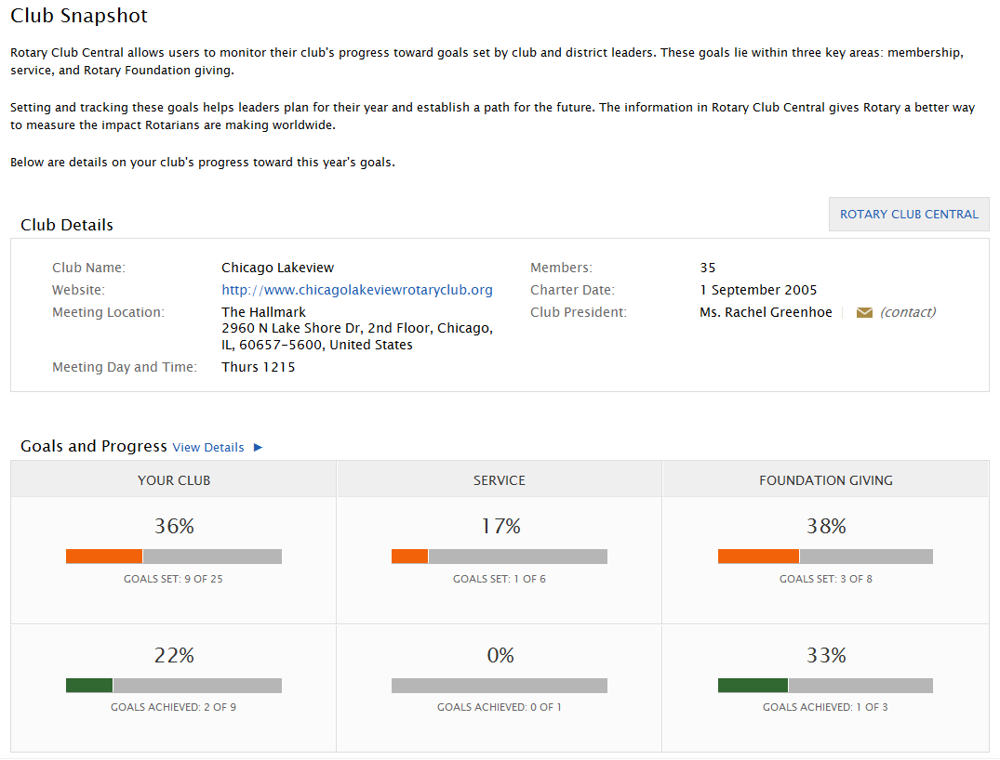 Club Snapshot
Rotary Club Central allows users to monitor their club's progress toward goals set by club and district leaders. These goals lie within three key areas: membership,
service, and Rotary Foundation giving.
Setting and tracking these goals helps leaders plan for their year and establish a path for the future. The information in Rotary Club Central gives Rotary a better way
to measure the impact Rotarians are making worldwide.
Below are details on your club's progress toward this year's goals.
ROTARY CLUB CENTRAL
Club Details
Club Name: Chicago Lakeview Members: 35
Website: http://www.chicagolakeviewrotaryclub.org Charter Date: 1 September 2005
Meeting Location: The Hallmark Club President: Ms. Rachel Greenhoe (contact)
2960 N Lake Shore Dr, 2nd Floor, Chicago,
IL, 60657-5600, United States
Meeting Day and Time: Thurs 1215
Goals and Progress View Details
YOUR CLUB SERVICE FOUNDATION GIVING
36% 17% 38%
GOALS SET: 9 OF 25 GOALS SET: 1 OF 6 GOALS SET: 3 OF 8
22% 0% 33%
GOALS ACHIEVED: 2 OF 9 GOALS ACHIEVED: 0 OF 1 GOALS ACHIEVED: 1 OF 3